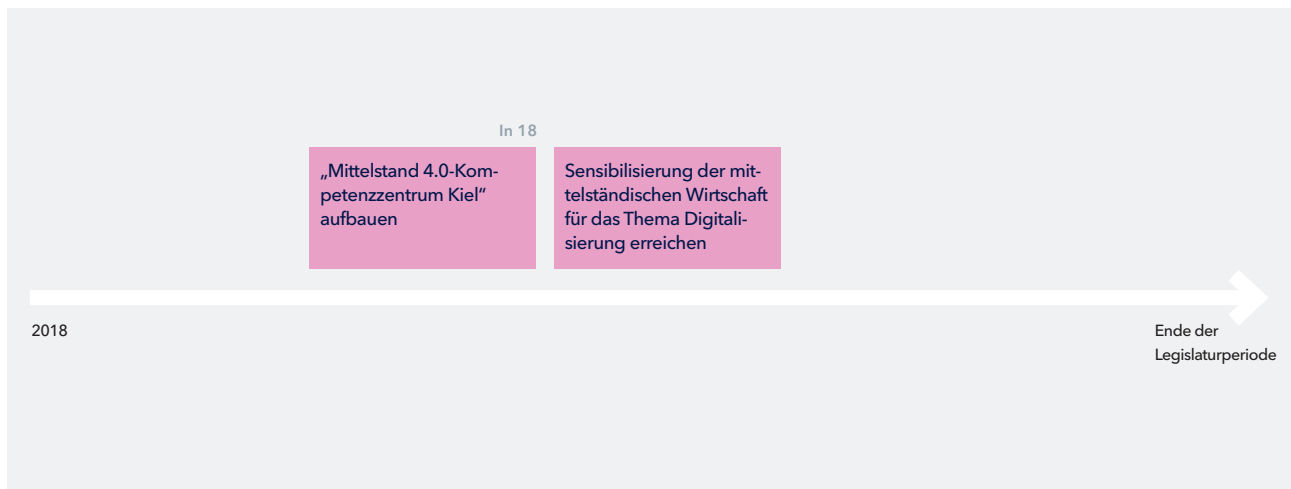 In 18
„Mittelstand 4.0-Kom-
petenzzentrum Kiel“
aufbauen
Sensibilisierung der mit-
telständischen Wirtschaft
für das Thema Digitali-
sierung erreichen
2018
Ende der
Legislaturperiode